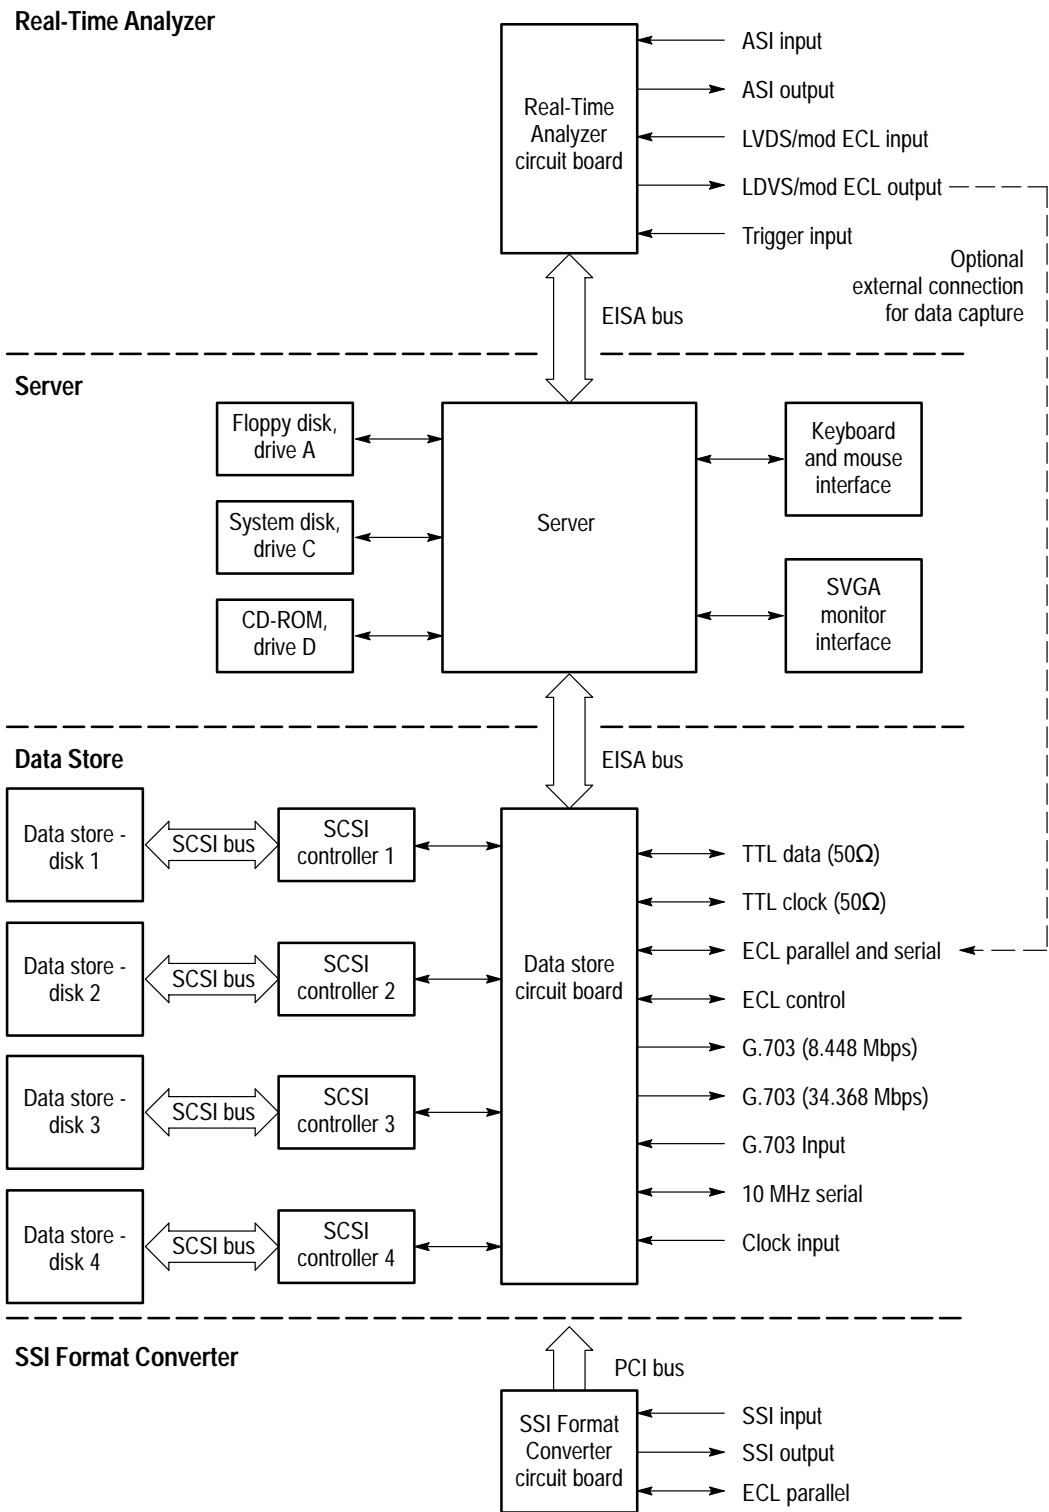 Real-Time Analyzer
Real-Time
Analyzer
circuit board
ASI input
ASI output
LVDS/mod ECL input
LDVS/mod ECL output
Trigger input
Optional
external connection
for data capture
EISA bus
Server
Floppy disk,
drive A
System disk,
drive C
CD-ROM,
drive D
Server
Keyboard
and mouse
interface
SVGA
monitor
interface
EISA bus
Data Store
Data store -
disk 1
SCSI bus
SCSI
controller 1
Data store -
disk 2
SCSI bus
SCSI
controller 2
Data store -
disk 3
SCSI bus
SCSI
controller 3
Data store -
disk 4
SCSI bus
SCSI
controller 4
Data store
circuit board
TTL data (50Ω)
TTL clock (50Ω)
ECL parallel and serial
ECL control
G.703 (8.448 Mbps)
G.703 (34.368 Mbps)
G.703 Input
10 MHz serial
Clock input
SSI Format Converter
PCI bus
SSI Format
Converter
circuit board
SSI input
SSI output
ECL parallel